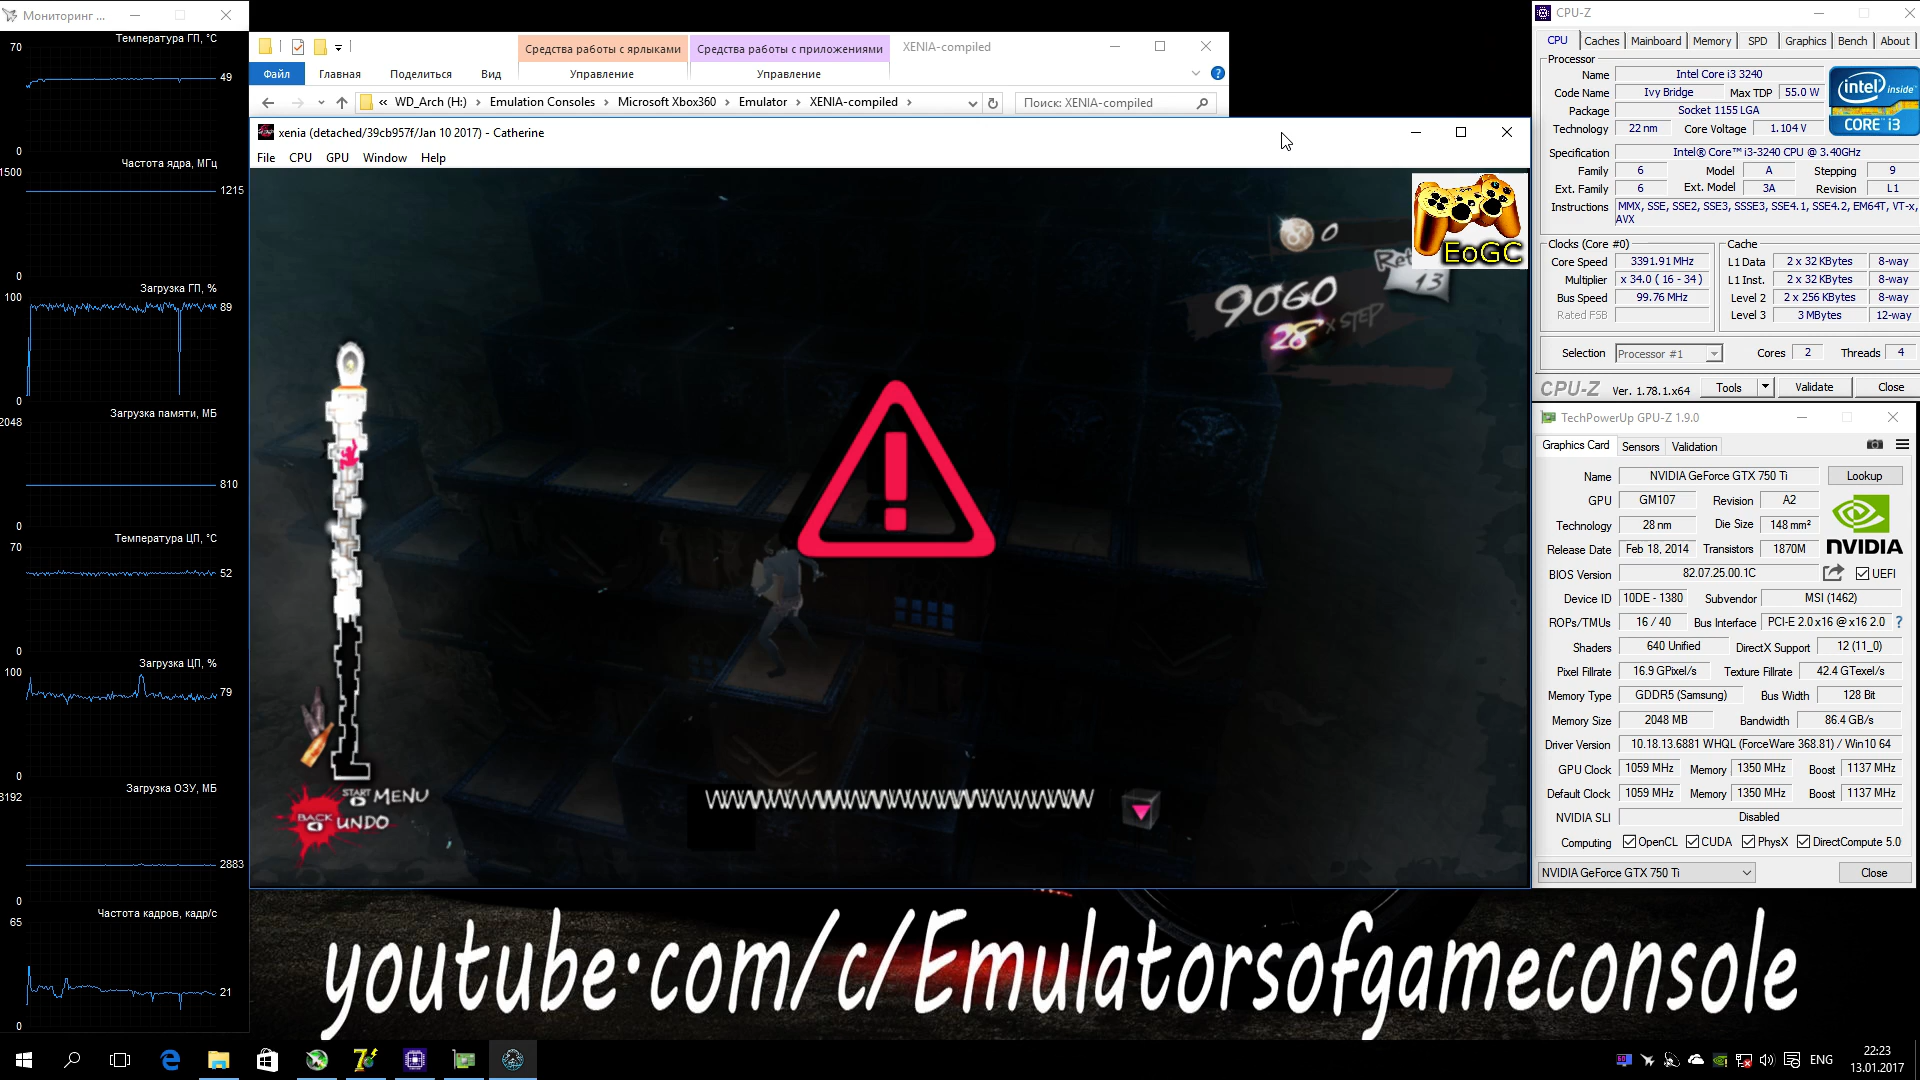 Мониторинг ...
Температура ГП, °C
70
49
0
Частота ядра, МГц
1500
1215
0
Загрузка ГП, %
100
89
0
Загрузка памяти, МБ
2048
810
0
Температура ЦП, °C
70
52
0
Загрузка ЦП, %
100
79
0
Загрузка ОЗУ, МБ
8192
2883
0
Частота кадров, кадр/с
65
21
0
Средства работы с ярлыками
Средства работы с приложениями
XENIA-compiled
Файл
Главная
Поделиться
Вид
Управление
Управление
« WD_Arch (H:) > Emulation Consoles > Microsoft Xbox360 > Emulator > XENIA-compiled >
Поиск: XENIA-compiled
xenia (detached/39cb957f/Jan 10 2017) - Catherine
File CPU GPU Window Help
EoGC
0
9060
13
28 x STEP
START MENU
BACK UNDO
youtube.com/c/Emulatorsofgameconsole
CPU-Z
CPU Caches Mainboard Memory SPD Graphics Bench About
Processor
Name Intel Core i3 3240
Code Name Ivy Bridge Max TDP 55.0 W
Package Socket 1155 LGA
Technology 22 nm Core Voltage 1.104 V
intel inside™
CORE i3
Specification Intel® Core™ i3-3240 CPU @ 3.40GHz
Family 6 Model A Stepping 9
Ext. Family 6 Ext. Model 3A Revision L1
Instructions MMX, SSE, SSE2, SSE3, SSSE3, SSE4.1, SSE4.2, EM64T, VT-x,
AVX
Clocks (Core #0)
Core Speed 3391.91 MHz
Multiplier x 34.0 ( 16 - 34 )
Bus Speed 99.76 MHz
Rated FSB
Cache
L1 Data 2 x 32 KBytes 8-way
L1 Inst. 2 x 32 KBytes 8-way
Level 2 2 x 256 KBytes 8-way
Level 3 3 MBytes 12-way
Selection Processor #1 Cores 2 Threads 4
CPU-Z Ver. 1.78.1.x64 Tools Validate Close
TechPowerUp GPU-Z 1.9.0
Graphics Card Sensors Validation
Name NVIDIA GeForce GTX 750 Ti Lookup
GPU GM107 Revision A2
Technology 28 nm Die Size 148 mm²
Release Date Feb 18, 2014 Transistors 1870M
NVIDIA
BIOS Version 82.07.25.00.1C UEFI
Device ID 10DE - 1380 Subvendor MSI (1462)
ROPs/TMUs 16 / 40 Bus Interface PCI-E 2.0 x16 @ x16 2.0 ?
Shaders 640 Unified DirectX Support 12 (11_0)
Pixel Fillrate 16.9 GPixel/s Texture Fillrate 42.4 GTexel/s
Memory Type GDDR5 (Samsung) Bus Width 128 Bit
Memory Size 2048 MB Bandwidth 86.4 GB/s
Driver Version 10.18.13.6881 WHQL (ForceWare 368.81) / Win10 64
GPU Clock 1059 MHz Memory 1350 MHz Boost 1137 MHz
Default Clock 1059 MHz Memory 1350 MHz Boost 1137 MHz
NVIDIA SLI Disabled
Computing OpenCL CUDA PhysX DirectCompute 5.0
NVIDIA GeForce GTX 750 Ti Close
ENG
22:23
13.01.2017